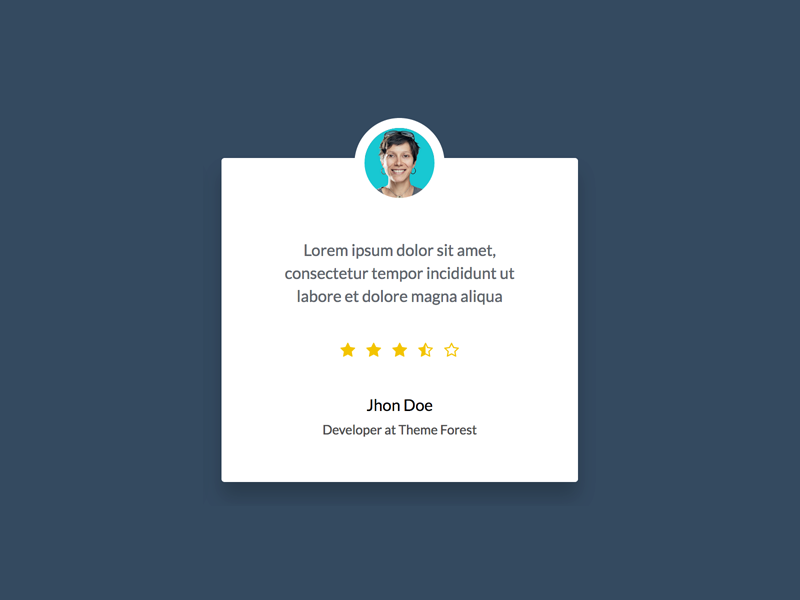 Lorem ipsum dolor sit amet,
consectetur tempor incididunt ut
labore et dolore magna aliqua
Jhon Doe
Developer at Theme Forest